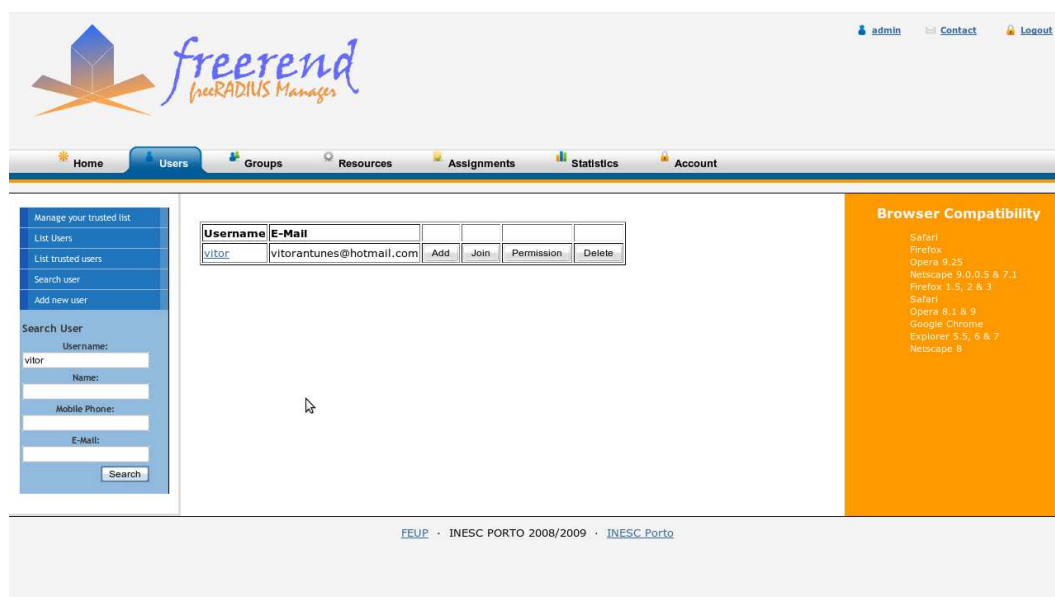 freerend
freeRADIUS Manager
admin Contact Logout
Home Users Groups Resources Assignments Statistics Account
Manage your trusted list
List Users
List trusted users
Search user
Add new user
Search User
Username:
vitor
Name:
Mobile Phone:
E-Mail:
Search
Username E-Mail
vitor vitorantunes@hotmail.com Add Join Permission Delete
Browser Compatibility
Safari
Firefox
Opera 9.25
Netscape 9.0.0.5 & 7.1
Firefox 1.5, 2 & 3
Safari
Opera 8.1 & 9
Google Chrome
Explorer 5.5, 6 & 7
Netscape 8
FEUP · INESC PORTO 2008/2009 · INESC Porto